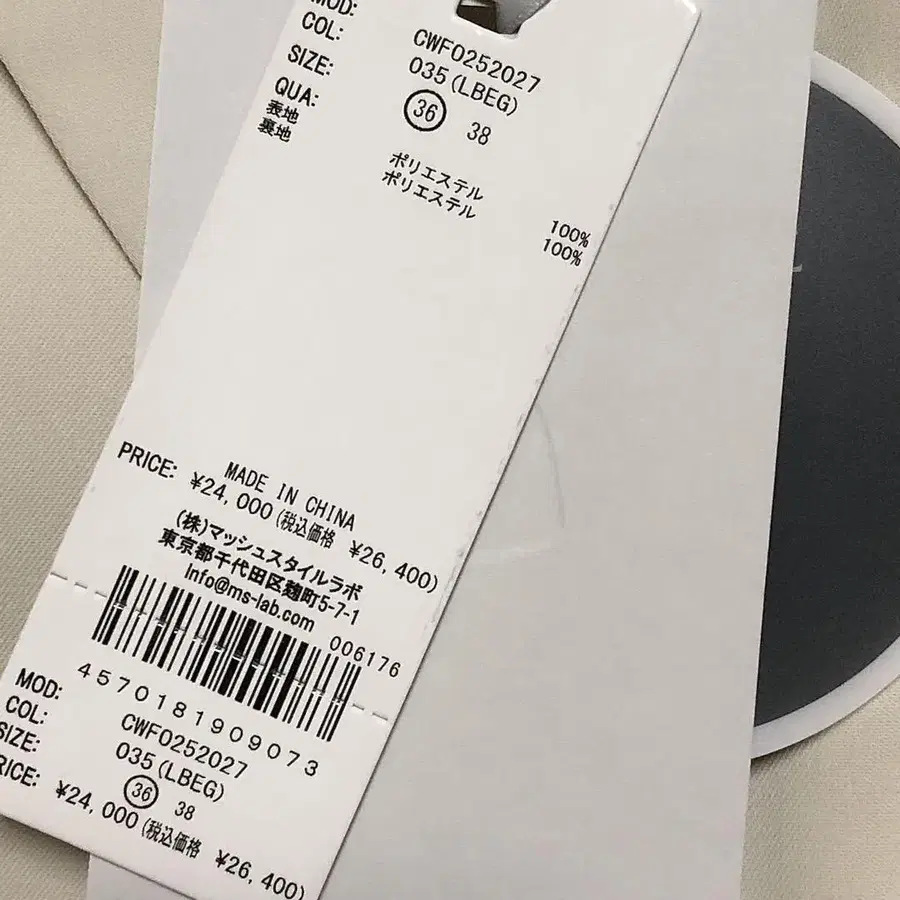 MOD: CWF0252027
COL: 035(LBEG)
SIZE: 36 38
QUA:
表地 ポリエステル 100%
裏地 ポリエステル 100%
MADE IN CHINA
PRICE: ¥24,000(税込価格 ¥26,400)
(株)マッシュスタイルラボ
東京都千代田区麹町5-7-1
Info@ms-lab.com
006176
4570181909073
MOD: CWF0252027
COL: 035(LBEG)
SIZE: 36 38
PRICE: ¥24,000(税込価格 ¥26,400)